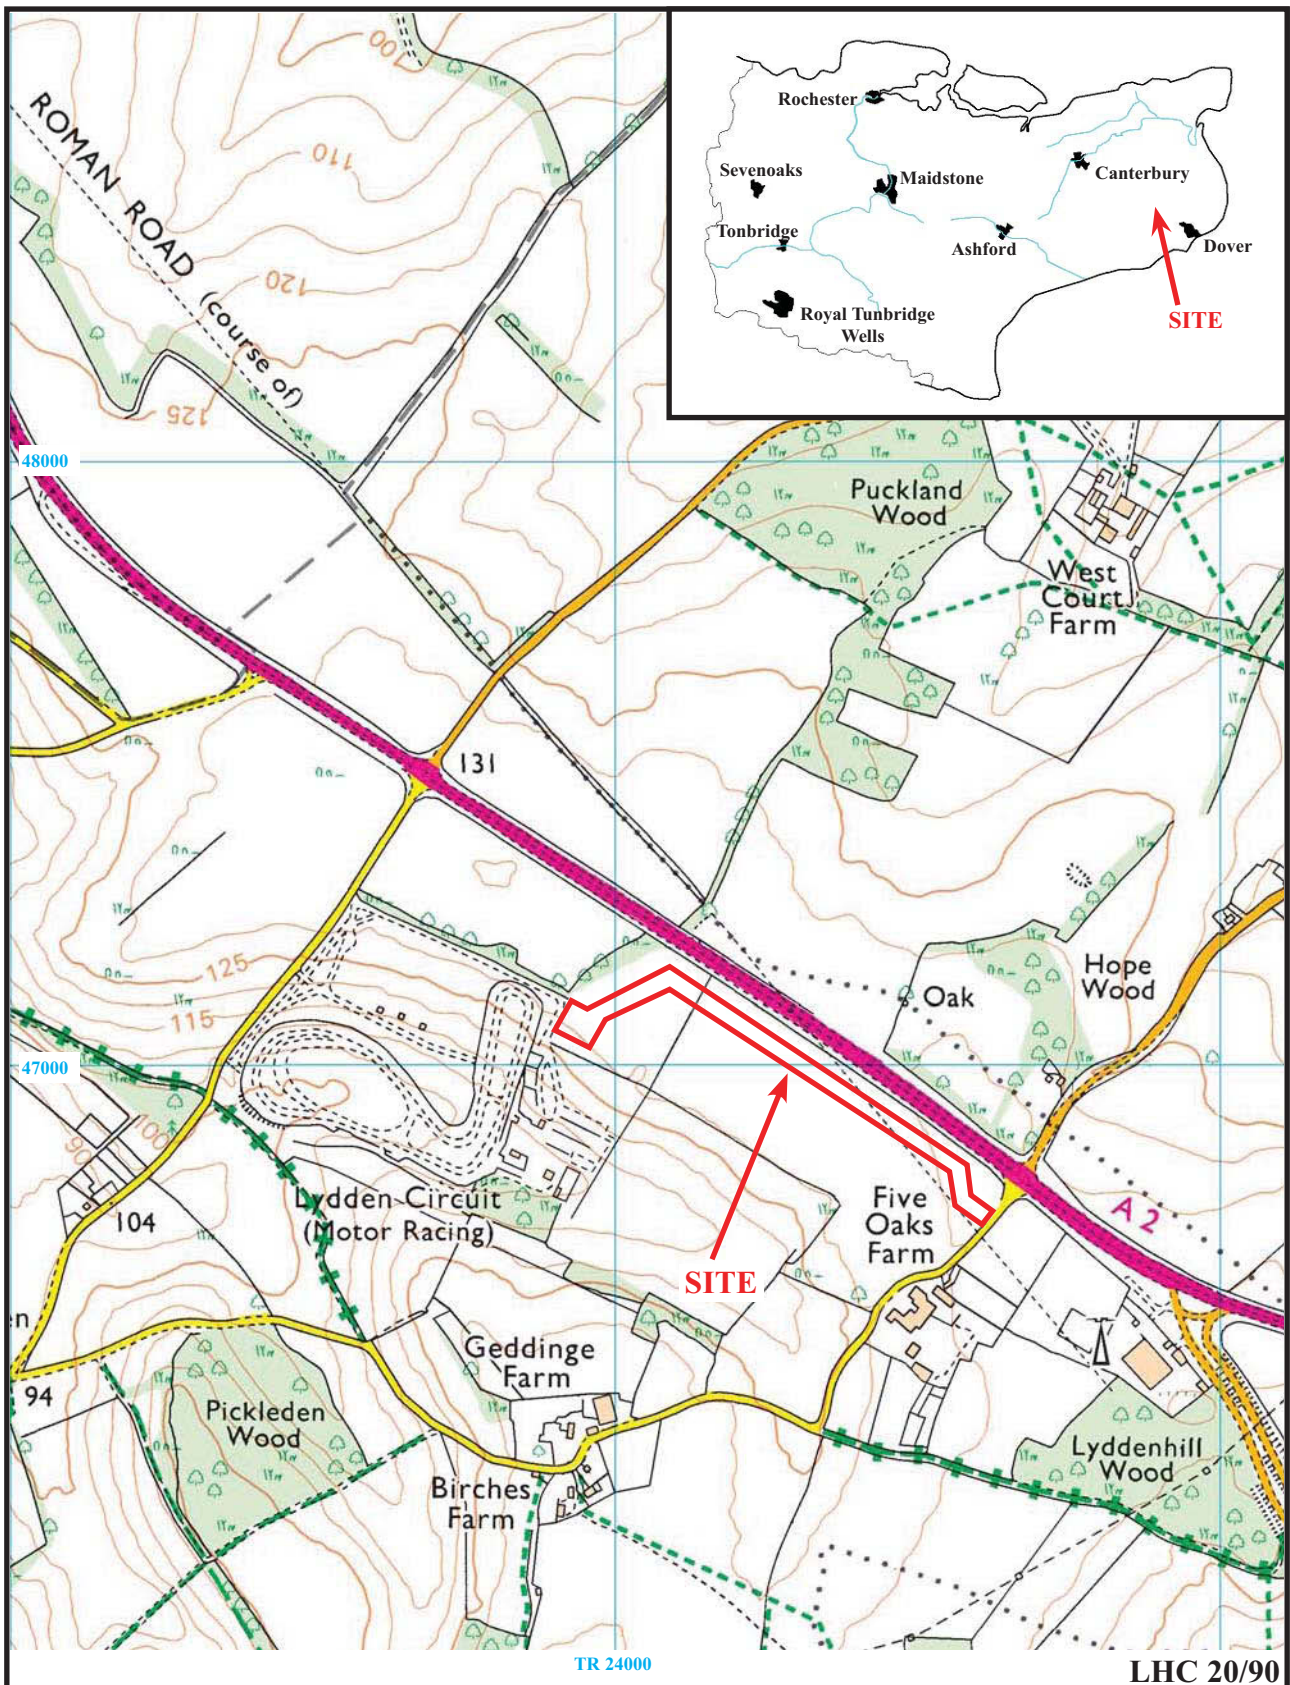 ROMAN ROAD (course of)
100
110
120
125
Rochester
Sevenoaks
Maidstone
Canterbury
Tonbridge
Ashford
Dover
Royal Tunbridge
Wells
SITE
48000
Puckland
Wood
West
Court
Farm
131
125
115
Oak
Hope
Wood
47000
100
90
104
Lydden Circuit
(Motor Racing)
Five
Oaks
Farm
A 2
SITE
n
94
Geddinge
Farm
Pickleden
Wood
Birches
Farm
Lyddenhill
Wood
TR 24000
LHC 20/90